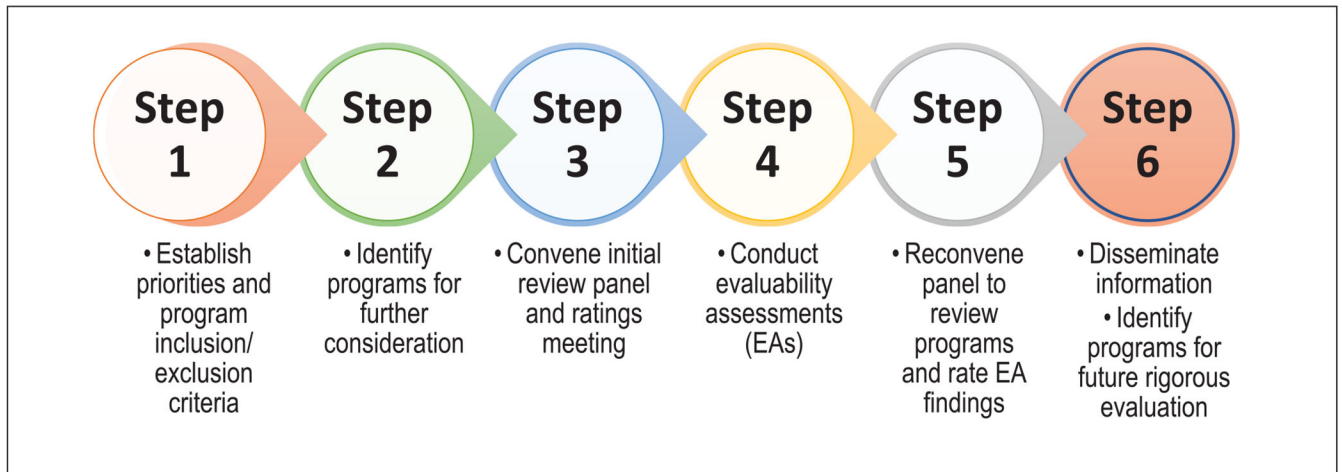 Step
1
• Establish
priorities and
program
inclusion/
exclusion
criteria
Step
2
• Identify
programs for
further
consideration
Step
3
• Convene initial
review panel
and ratings
meeting
Step
4
• Conduct
evaluability
assessments
(EAs)
Step
5
• Reconvene
panel to
review
programs
and rate EA
findings
Step
6
• Disseminate
information
• Identify
programs for
future rigorous
evaluation